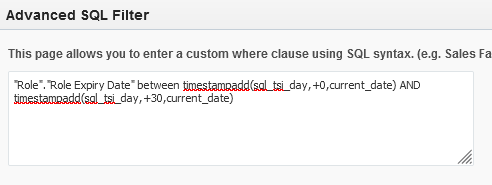 Advanced SQL Filter
This page allows you to enter a custom where clause using SQL syntax. (e.g. Sales Fa
"Role"."Role Expiry Date" between timestampadd(sql_tsi_day,+0,current_date) AND
timestampadd(sql_tsi_day,+30,current_date)